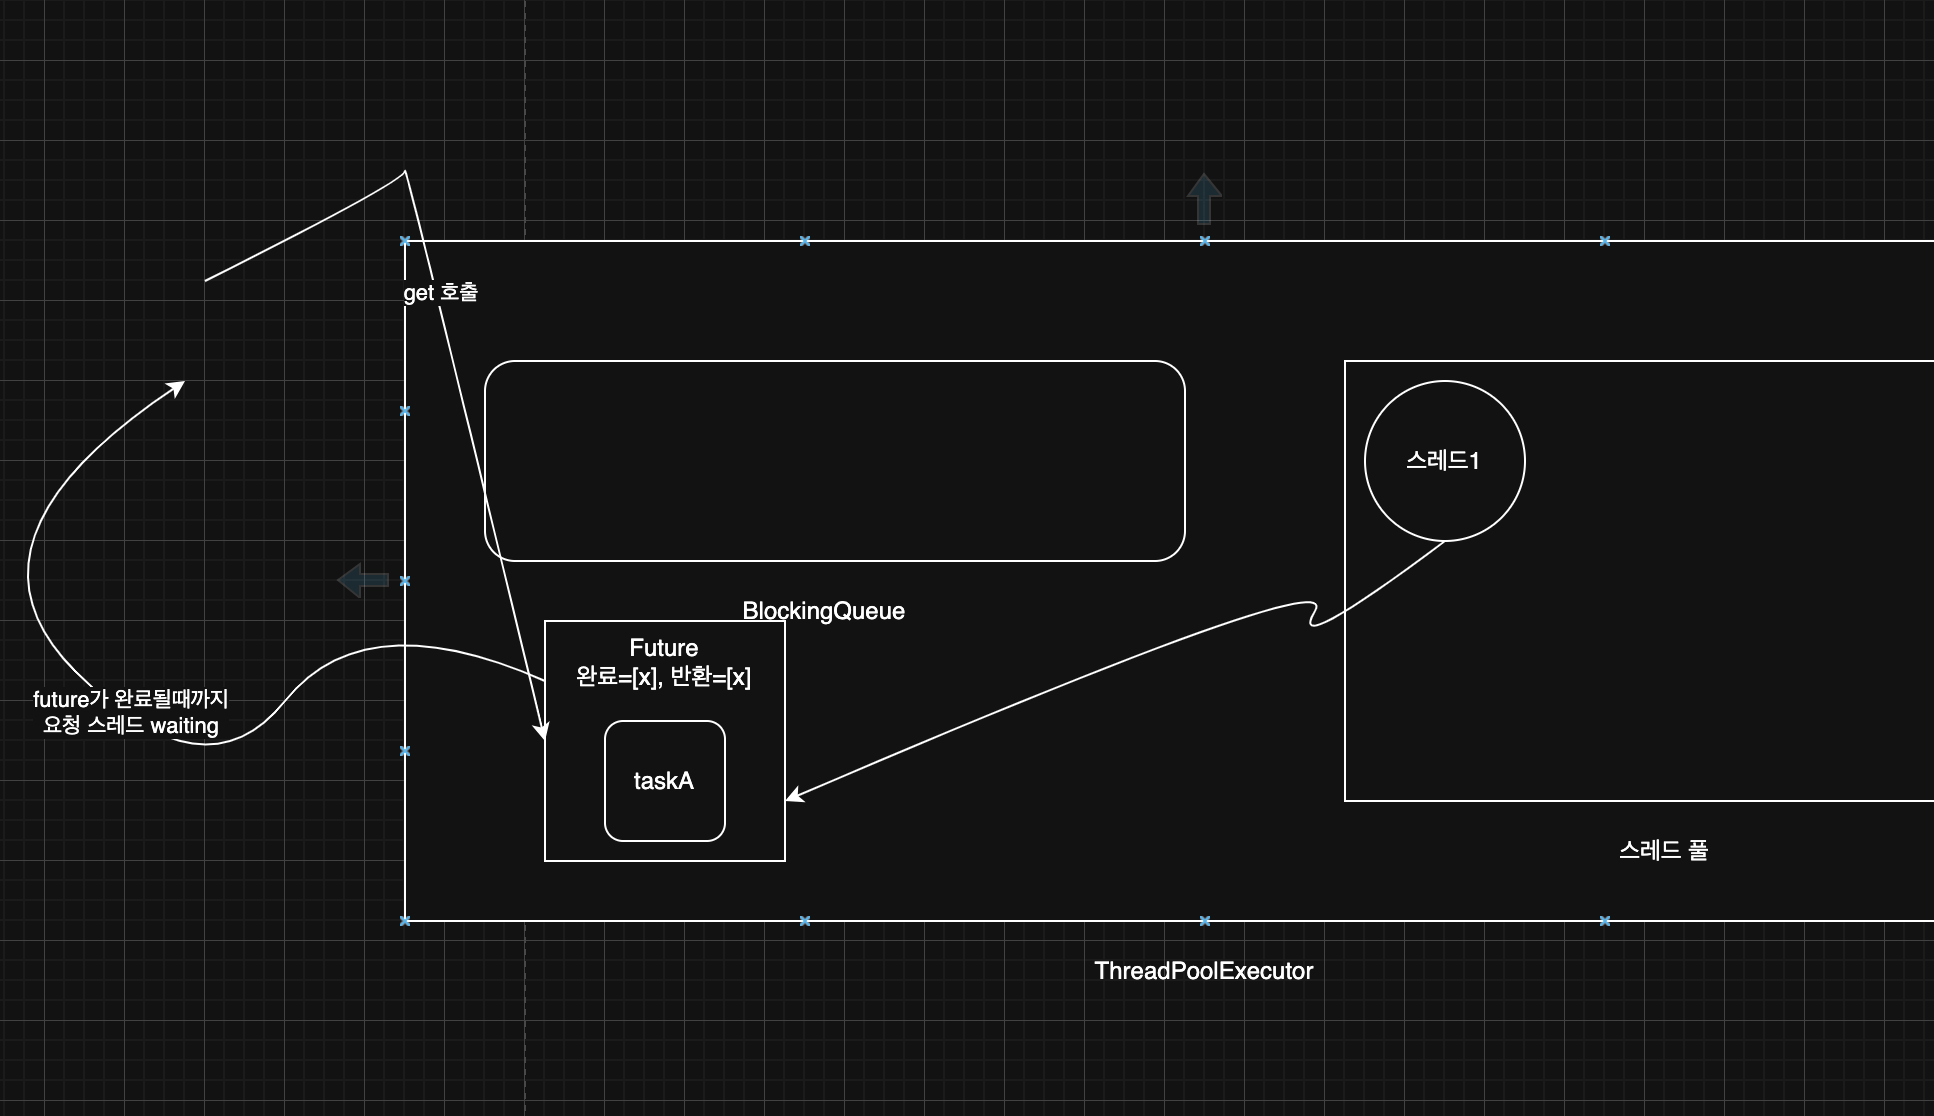 get 호출
스레드1
BlockingQueue
Future
완료=[x], 반환=[x]
future가 완료될때까지
요청 스레드 waiting
taskA
스레드 풀
ThreadPoolExecutor